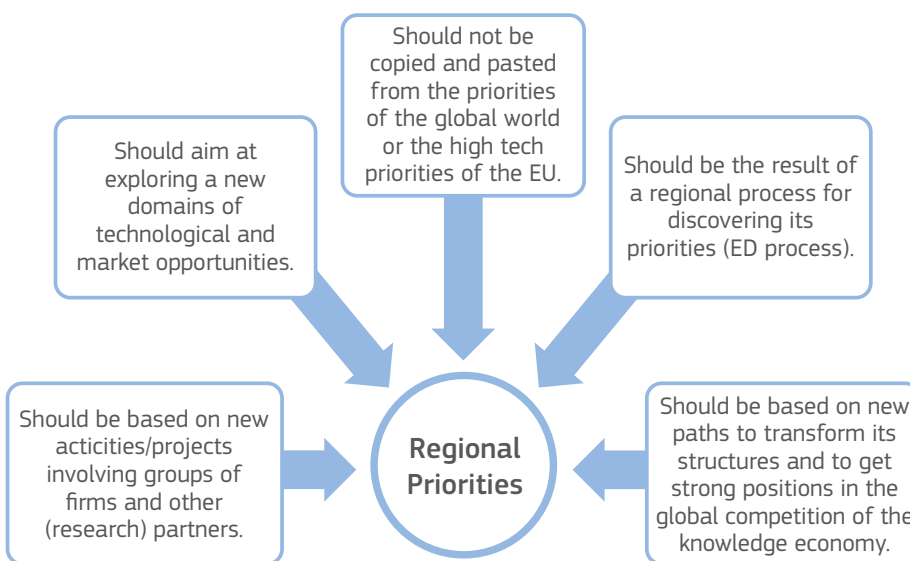 Should not be
copied and pasted
from the priorities
of the global world
or the high tech
priorities of the EU.
Should aim at
exploring a new
domains of
technological and
market opportunities.
Should be the result of
a regional process for
discovering its
priorities (ED process).
Should be based on new
acticities/projects
involving groups of
firms and other
(research) partners.
Regional
Priorities
Should be based on new
paths to transform its
structures and to get
strong positions in the
global competition of the
knowledge economy.